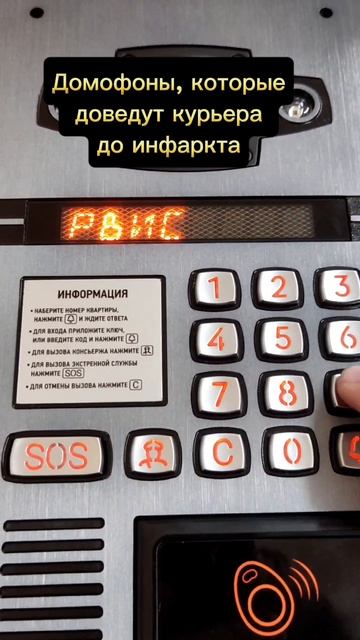 Домофоны, которые
доведут курьера
до инфаркта
РВИС
ИНФОРМАЦИЯ
• НАБЕРИТЕ НОМЕР КВАРТИРЫ,
НАЖМИТЕ И ЖДИТЕ ОТВЕТА
• ДЛЯ ВХОДА ПРИЛОЖИТЕ КЛЮЧ,
ИЛИ ВВЕДИТЕ КОД И НАЖМИТЕ
• ДЛЯ ВЫЗОВА КОНСЬЕРЖА НАЖМИТЕ
• ДЛЯ ВЫЗОВА ЭКСТРЕННОЙ СЛУЖБЫ
НАЖМИТЕ SOS
• ДЛЯ ОТМЕНЫ ВЫЗОВА НАЖМИТЕ C
1 2 3
4 5 6
7 8
SOS C 0